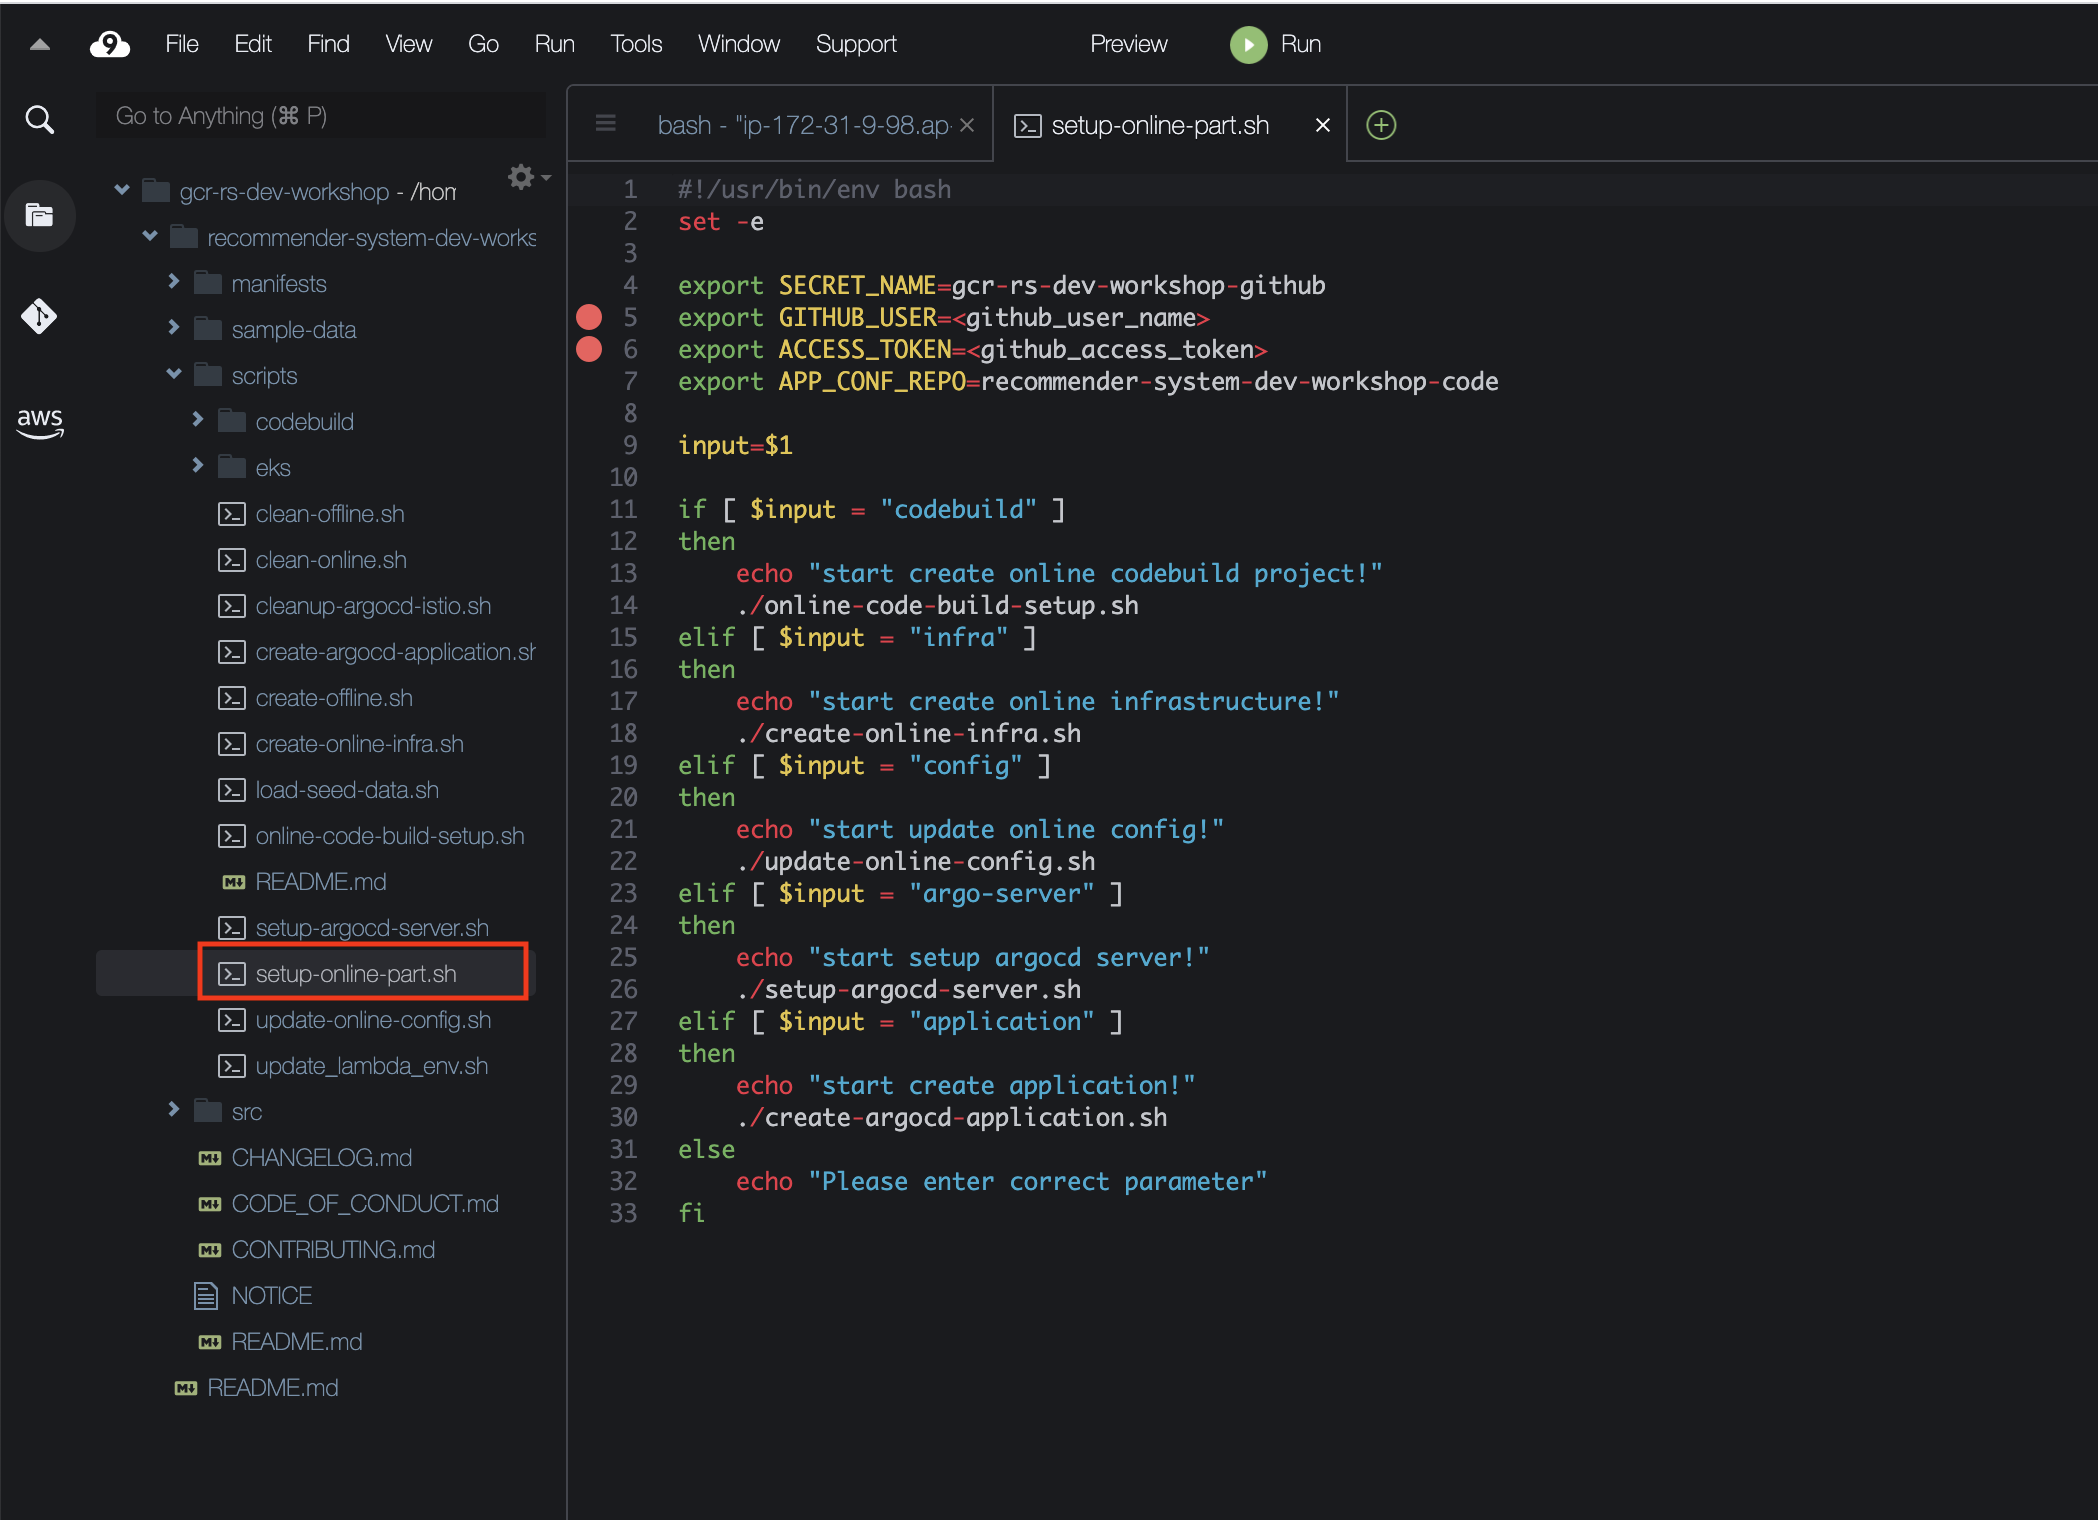 9 File Edit Find View Go Run Tools Window Support Preview Run
Go to Anything (⌘ P)
gcr-rs-dev-workshop - /hom
recommender-system-dev-works
manifests
sample-data
scripts
codebuild
eks
clean-offline.sh
clean-online.sh
cleanup-argocd-istio.sh
create-argocd-application.sh
create-offline.sh
create-online-infra.sh
load-seed-data.sh
online-code-build-setup.sh
README.md
setup-argocd-server.sh
setup-online-part.sh
update-online-config.sh
update_lambda_env.sh
src
CHANGELOG.md
CODE_OF_CONDUCT.md
CONTRIBUTING.md
NOTICE
README.md
README.md
aws
bash - "ip-172-31-9-98.ap- × setup-online-part.sh ×
1 #!/usr/bin/env bash
2 set -e
3
4 export SECRET_NAME=gcr-rs-dev-workshop-github
5 export GITHUB_USER=<github_user_name>
6 export ACCESS_TOKEN=<github_access_token>
7 export APP_CONF_REPO=recommender-system-dev-workshop-code
8
9 input=$1
10
11 if [ $input = "codebuild" ]
12 then
13     echo "start create online codebuild project!"
14     ./online-code-build-setup.sh
15 elif [ $input = "infra" ]
16 then
17     echo "start create online infrastructure!"
18     ./create-online-infra.sh
19 elif [ $input = "config" ]
20 then
21     echo "start update online config!"
22     ./update-online-config.sh
23 elif [ $input = "argo-server" ]
24 then
25     echo "start setup argocd server!"
26     ./setup-argocd-server.sh
27 elif [ $input = "application" ]
28 then
29     echo "start create application!"
30     ./create-argocd-application.sh
31 else
32     echo "Please enter correct parameter"
33 fi